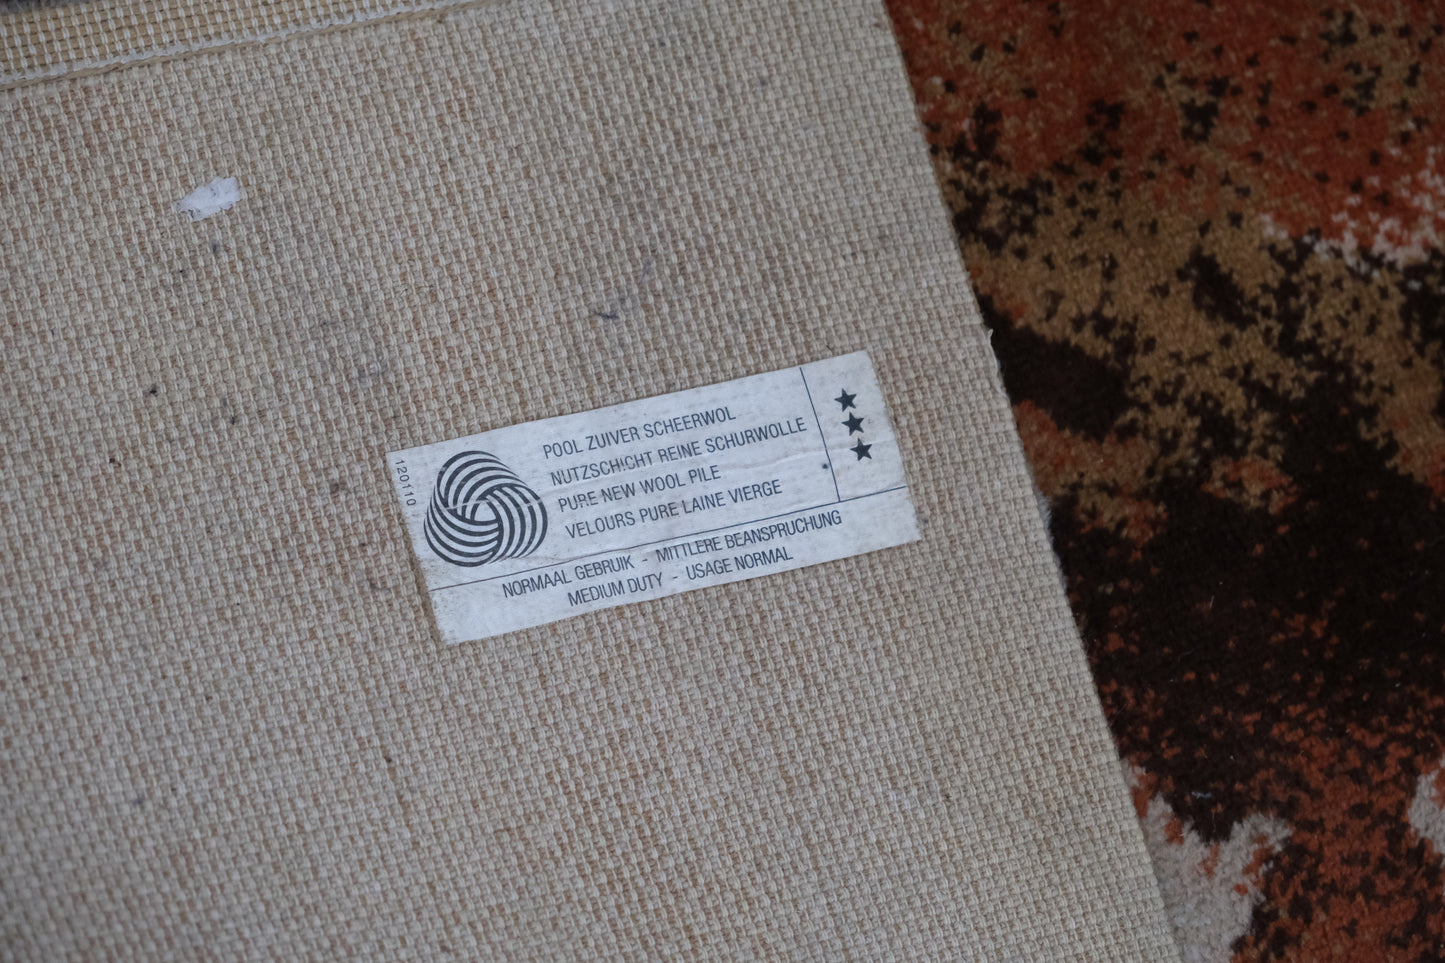 120110
POOL ZUIVER SCHEERWOL
NUTZSCHICHT REINE SCHURWOLLE
PURE NEW WOOL PILE
VELOURS PURE LAINE VIERGE
★★★
NORMAAL GEBRUIK - MITTLERE BEANSPRUCHUNG
MEDIUM DUTY - USAGE NORMAL